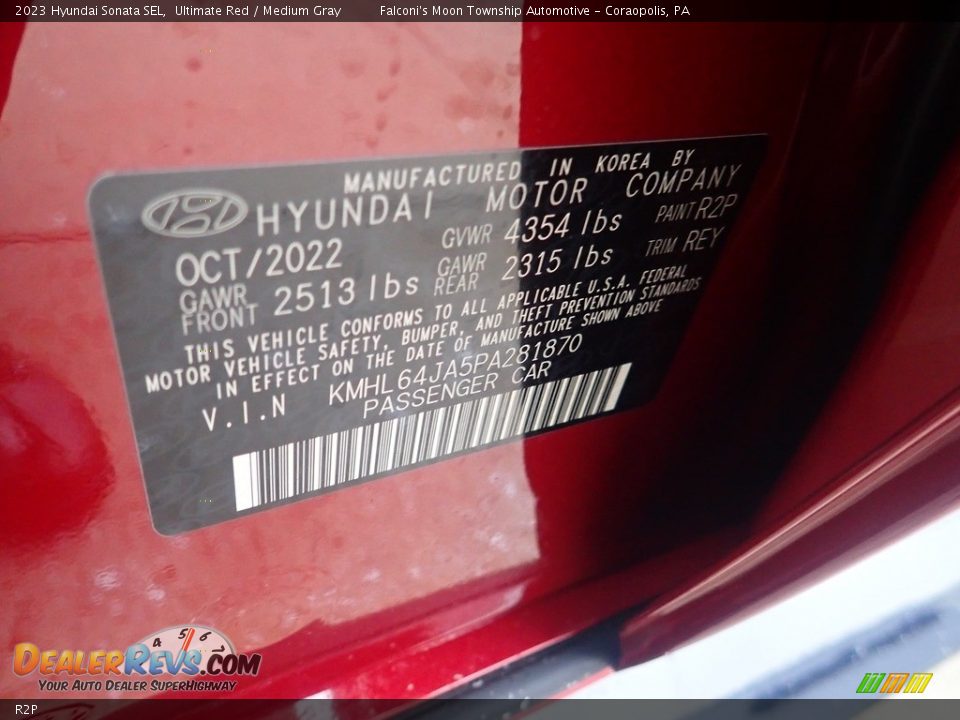 2023 Hyundai Sonata SEL, Ultimate Red / Medium Gray Falconi's Moon Township Automotive - Coraopolis, PA
MANUFACTURED IN KOREA BY
HYUNDAI MOTOR COMPANY
OCT/2022 GVWR 4354 lbs PAINT R2P
GAWR FRONT 2513 lbs GAWR REAR 2315 lbs TRIM REY
THIS VEHICLE CONFORMS TO ALL APPLICABLE U.S.A. FEDERAL
MOTOR VEHICLE SAFETY, BUMPER, AND THEFT PREVENTION STANDARDS
IN EFFECT ON THE DATE OF MANUFACTURE SHOWN ABOVE
V.I.N KMHL64JA5PA281870
PASSENGER CAR
4 5 6
DealerRevs.com
Your Auto Dealer SuperHighway
R2P